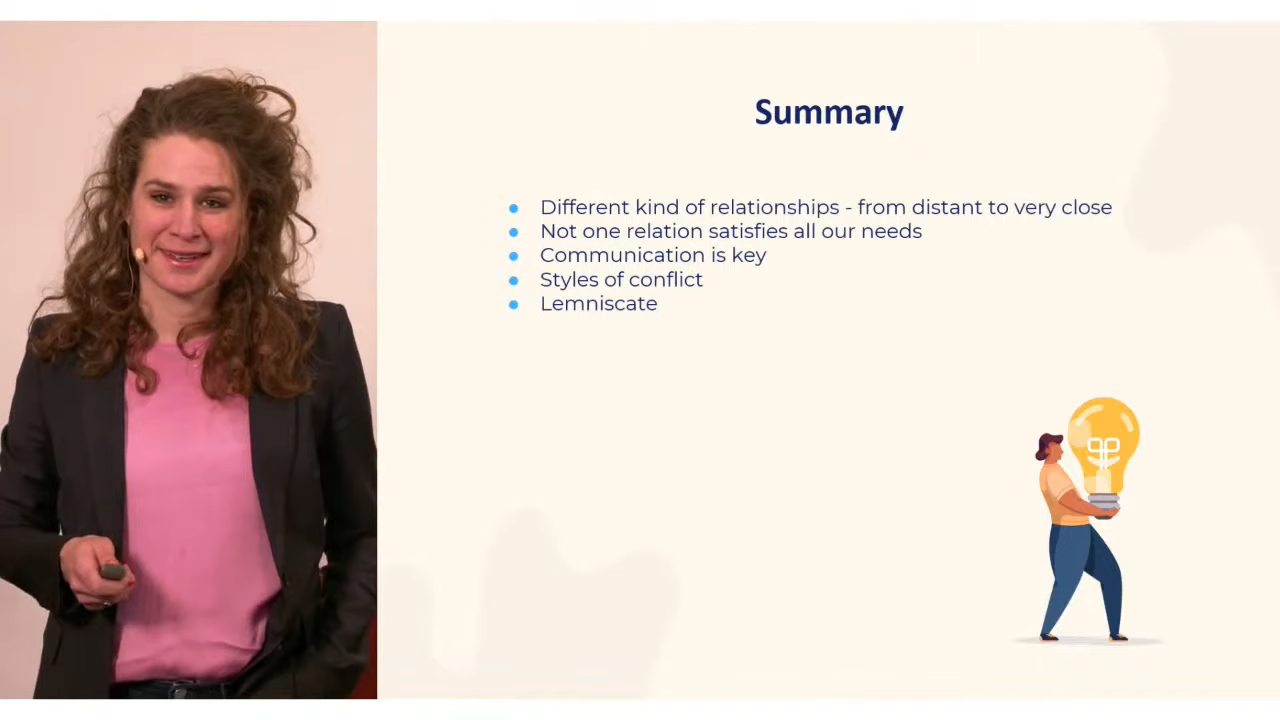 Summary
Different kind of relationships - from distant to very close
Not one relation satisfies all our needs
Communication is key
Styles of conflict
Lemniscate